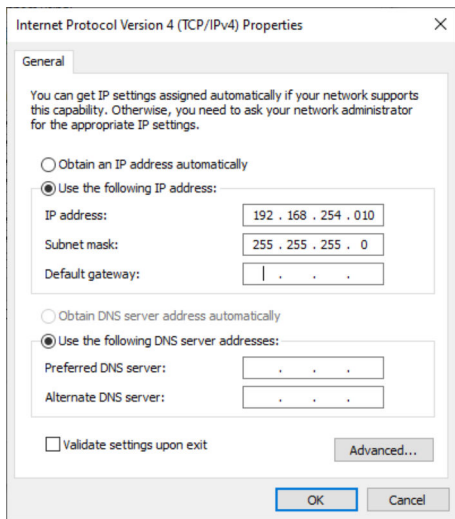 Internet Protocol Version 4 (TCP/IPv4) Properties
General
You can get IP settings assigned automatically if your network supports
this capability. Otherwise, you need to ask your network administrator
for the appropriate IP settings.
Obtain an IP address automatically
Use the following IP address:
IP address: 192 . 168 . 254 . 010
Subnet mask: 255 . 255 . 255 . 0
Default gateway: . . .
Obtain DNS server address automatically
Use the following DNS server addresses:
Preferred DNS server: . . .
Alternate DNS server: . . .
Validate settings upon exit
Advanced...
OK Cancel